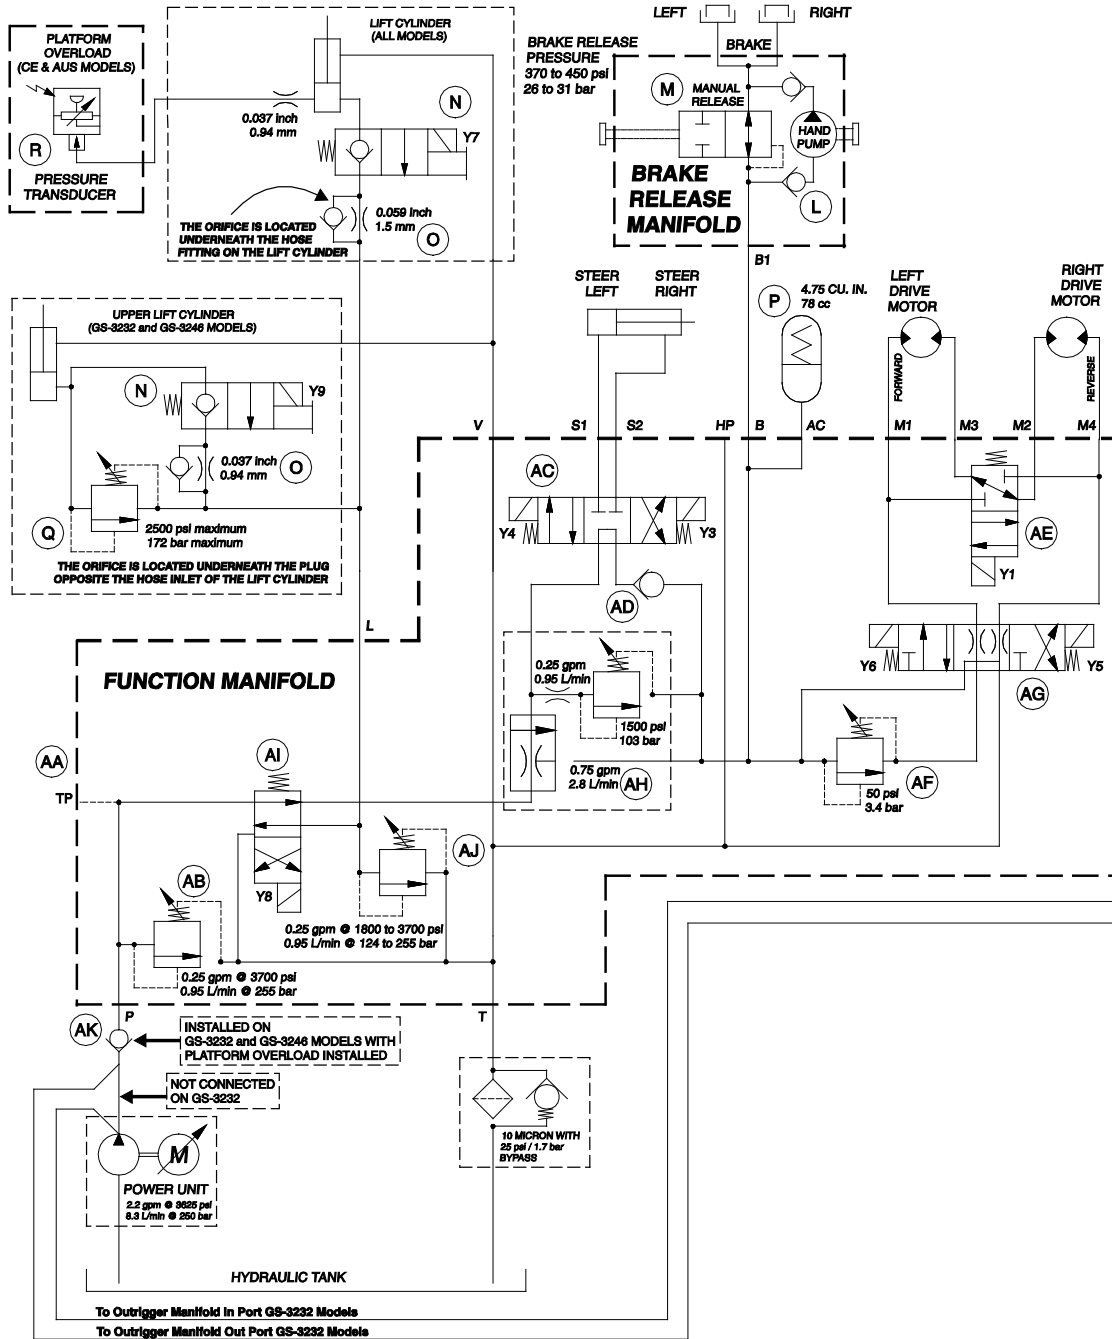 PLATFORM
OVERLOAD
(CE & AUS MODELS)
R
PRESSURE
TRANSDUCER
LIFT CYLINDER
(ALL MODELS)
0.037 inch
0.94 mm
N
Y7
THE ORIFICE IS LOCATED
UNDERNEATH THE HOSE
FITTING ON THE LIFT CYLINDER
0.059 inch
1.5 mm
O
LEFT
RIGHT
BRAKE
BRAKE RELEASE
PRESSURE
370 to 450 psi
26 to 31 bar
M
MANUAL
RELEASE
HAND
PUMP
BRAKE
RELEASE
MANIFOLD
L
B1
UPPER LIFT CYLINDER
(GS-3232 and GS-3246 MODELS)
N
Y9
0.037 inch
0.94 mm
O
Q
2500 psi maximum
172 bar maximum
THE ORIFICE IS LOCATED UNDERNEATH THE PLUG
OPPOSITE THE HOSE INLET OF THE LIFT CYLINDER
STEER
LEFT
STEER
RIGHT
P
4.75 CU. IN.
78 cc
LEFT
DRIVE
MOTOR
RIGHT
DRIVE
MOTOR
FORWARD
REVERSE
V
S1
S2
HP
B
AC
M1
M3
M2
M4
AC
Y4
Y3
AE
Y1
AD
L
FUNCTION MANIFOLD
0.25 gpm
0.95 L/min
1500 psi
103 bar
0.75 gpm
2.8 L/min
AH
Y6
Y5
AG
AF
50 psi
3.4 bar
AA
TP
AI
Y8
AJ
0.25 gpm @ 1800 to 3700 psi
0.95 L/min @ 124 to 255 bar
AB
0.25 gpm @ 3700 psi
0.95 L/min @ 255 bar
P
T
AK
INSTALLED ON
GS-3232 and GS-3246 MODELS WITH
PLATFORM OVERLOAD INSTALLED
NOT CONNECTED
ON GS-3232
M
POWER UNIT
2.2 gpm @ 3625 psi
8.3 L/min @ 250 bar
10 MICRON WITH
25 psi / 1.7 bar
BYPASS
HYDRAULIC TANK
To Outrigger Manifold In Port GS-3232 Models
To Outrigger Manifold Out Port GS-3232 Models